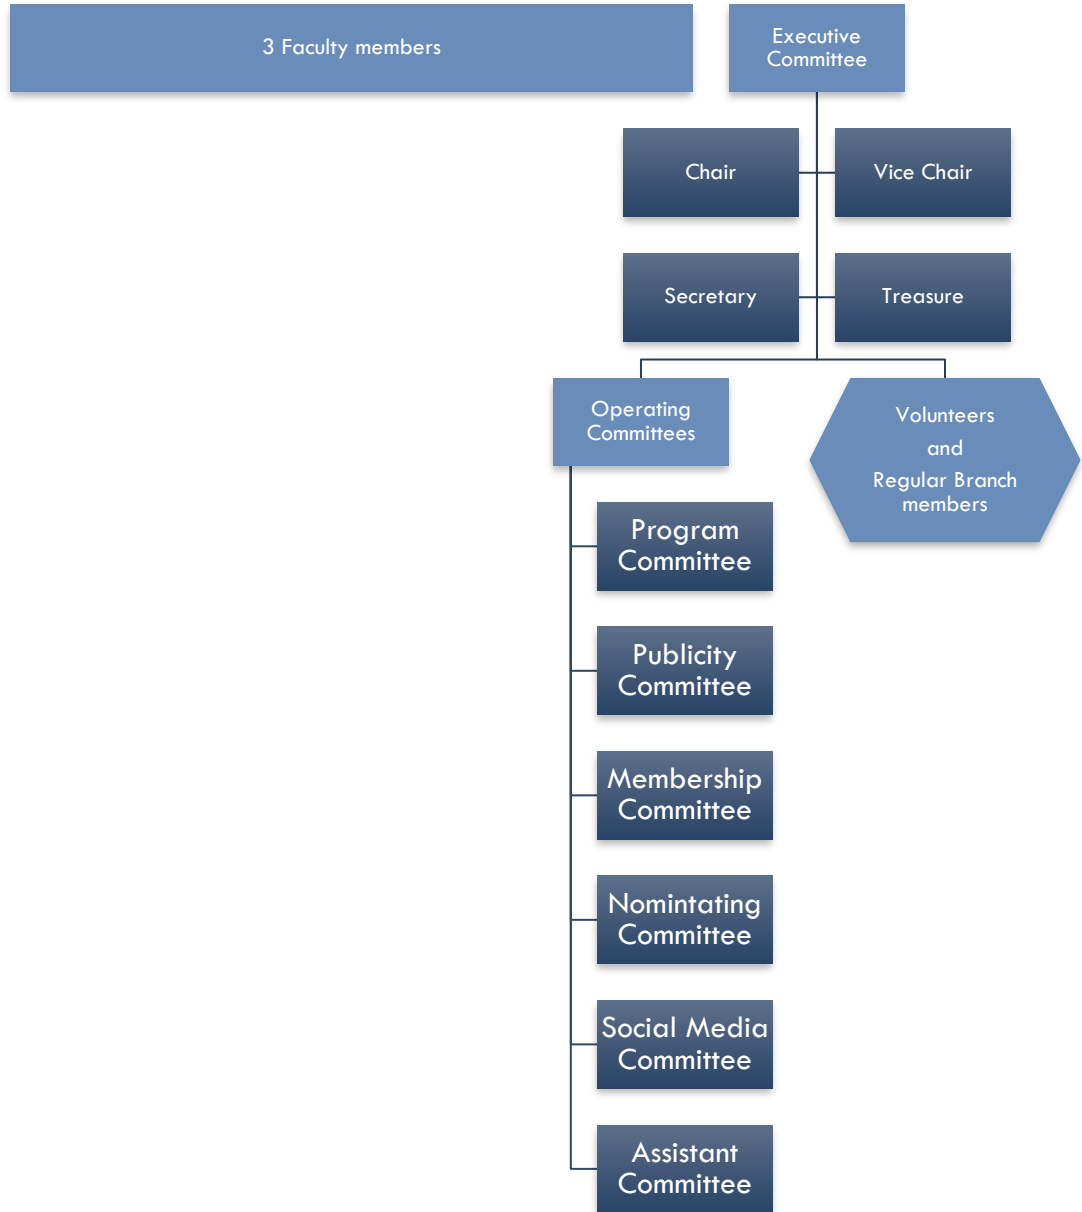 3 Faculty members
Executive
Committee
Chair
Vice Chair
Secretary
Treasure
Operating
Committees
Volunteers
and
Regular Branch
members
Program
Committee
Publicity
Committee
Membership
Committee
Nomintating
Committee
Social Media
Committee
Assistant
Committee